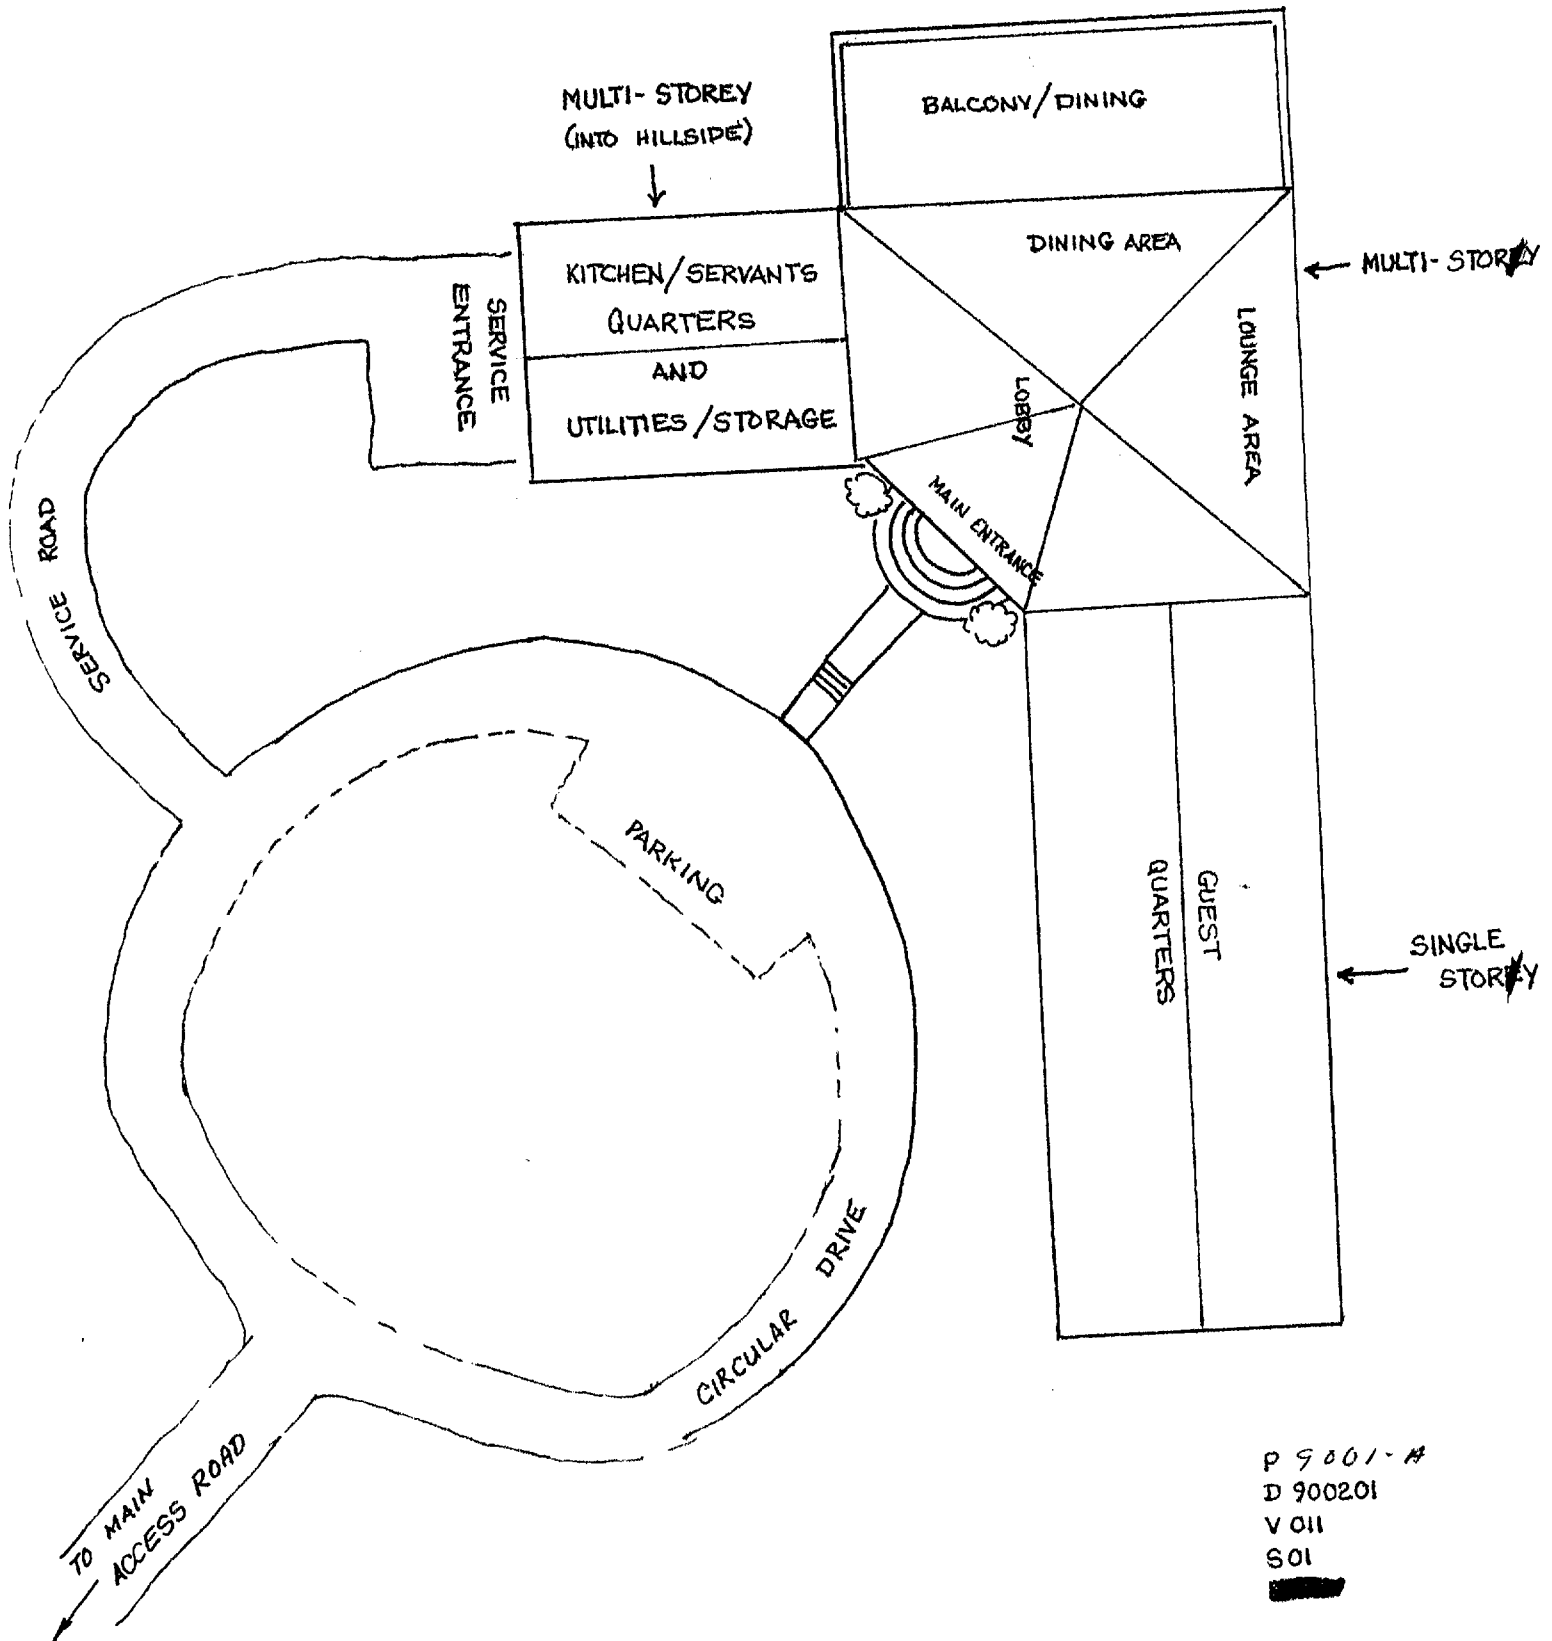 MULTI-STOREY
(INTO HILLSIDE)
BALCONY/DINING
DINING AREA
MULTI-STORY
KITCHEN/SERVANTS
QUARTERS
AND
UTILITIES/STORAGE
SERVICE
ENTRANCE
LOUNGE AREA
LOBBY
MAIN ENTRANCE
SERVICE ROAD
PARKING
GUEST
QUARTERS
SINGLE
STORY
CIRCULAR DRIVE
TO MAIN
ACCESS ROAD
P 9001-A
D 900201
V 011
S01